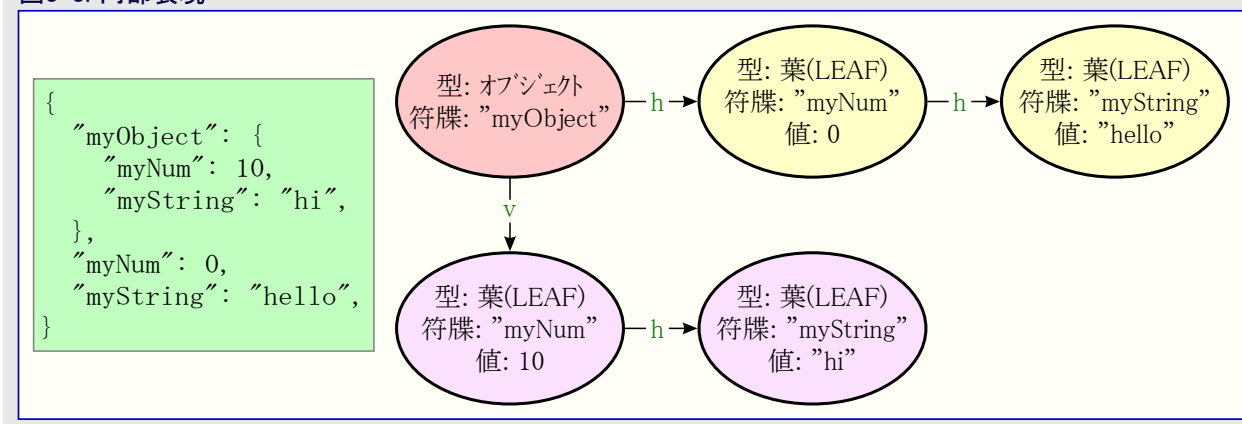 {
"myObject": {
"myNum": 10,
"myString": "hi",
},
"myNum": 0,
"myString": "hello",
}
型: オブジェクト
符牒: ”myObject”
h
型: 葉(LEAF)
符牒: ”myNum”
値: 0
h
型: 葉(LEAF)
符牒: ”myString”
値: ”hello”
v
型: 葉(LEAF)
符牒: ”myNum”
値: 10
h
型: 葉(LEAF)
符牒: ”myString”
値: ”hi”